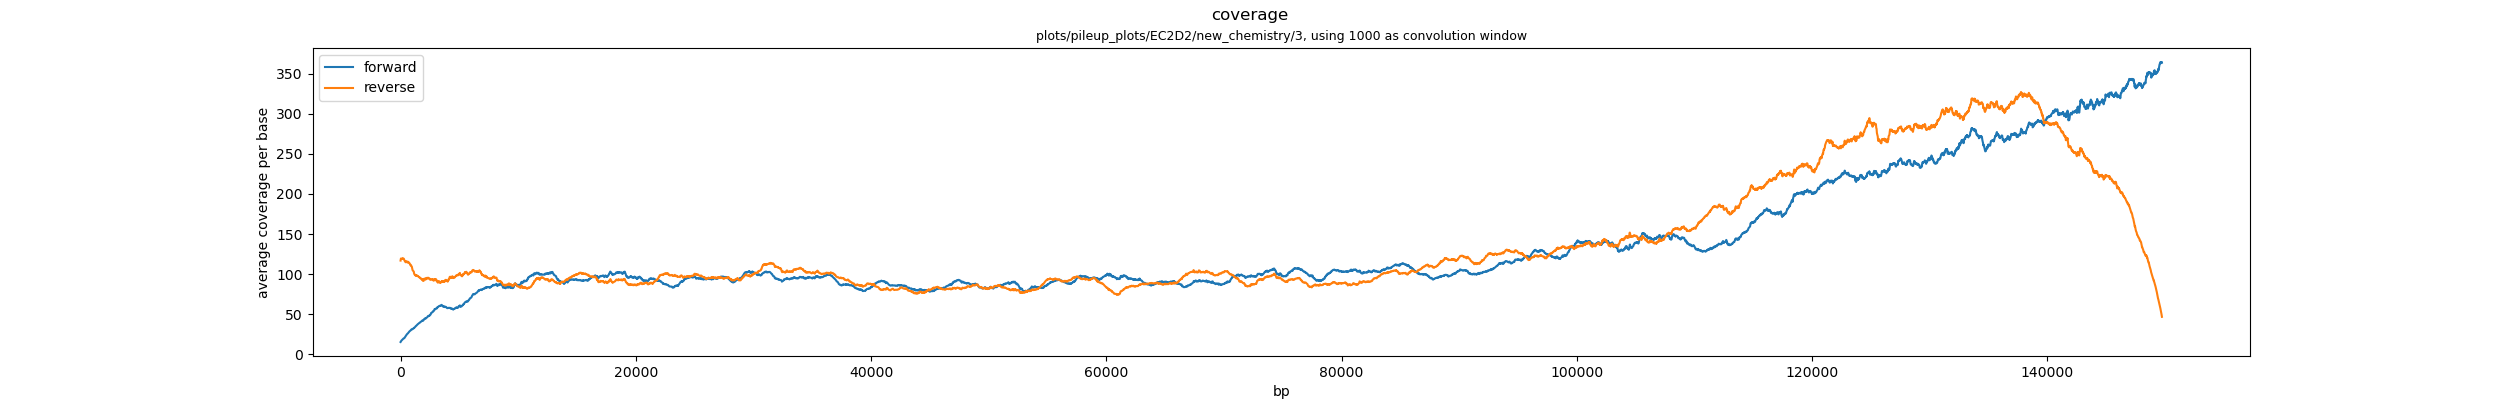 coverage
plots/pileup_plots/EC2D2/new_chemistry/3, using 1000 as convolution window
forward
reverse
average coverage per base
350
300
250
200
150
100
50
0
0 20000 40000 60000 80000 100000 120000 140000
bp